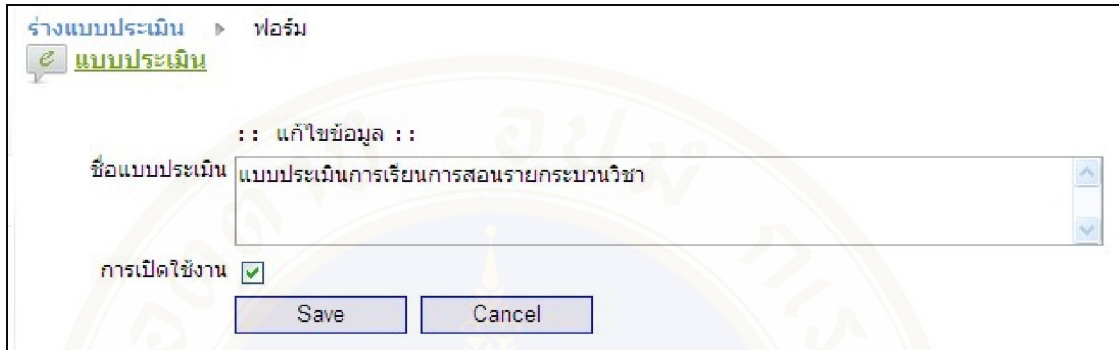 ร่างแบบประเมิน ฟอร์ม
แบบประเมิน
:: แก้ไขข้อมูล ::
ชื่อแบบประเมิน แบบประเมินการเรียนการสอนรายกระบวนวิชา
การเปิดใช้งาน
Save Cancel